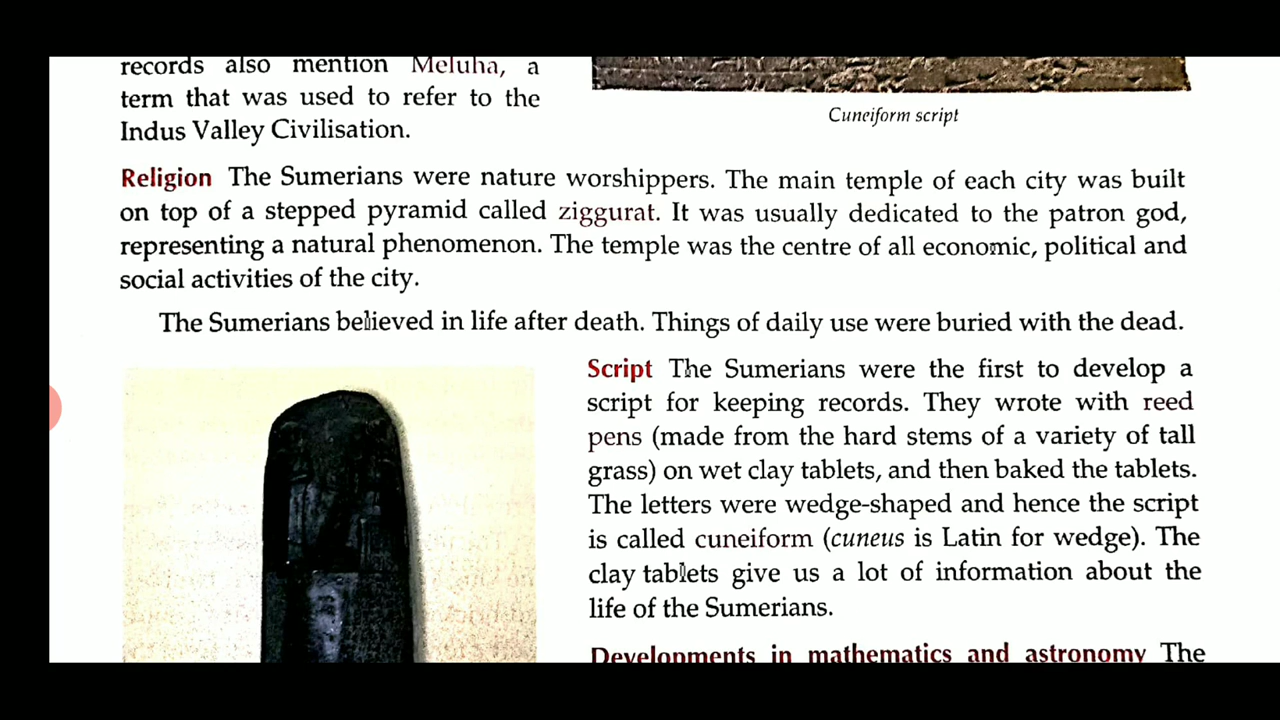 records also mention Meluha, a
term that was used to refer to the
Indus Valley Civilisation.
Cuneiform script
Religion The Sumerians were nature worshippers. The main temple of each city was built
on top of a stepped pyramid called ziggurat. It was usually dedicated to the patron god,
representing a natural phenomenon. The temple was the centre of all economic, political and
social activities of the city.
The Sumerians believed in life after death. Things of daily use were buried with the dead.
Script The Sumerians were the first to develop a
script for keeping records. They wrote with reed
pens (made from the hard stems of a variety of tall
grass) on wet clay tablets, and then baked the tablets.
The letters were wedge-shaped and hence the script
is called cuneiform (cuneus is Latin for wedge). The
clay tablets give us a lot of information about the
life of the Sumerians.
Developments in mathematics and astronomy The